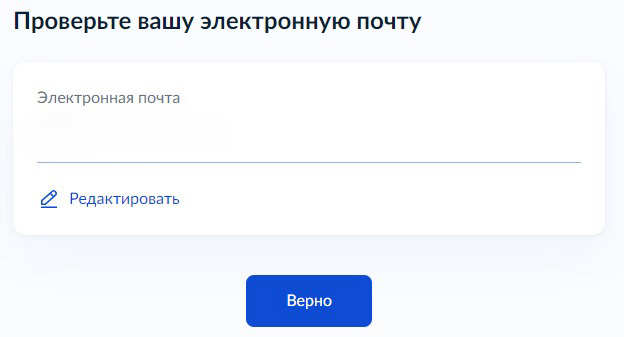 Проверьте вашу электронную почту
Электронная почта
Редактировать
Верно